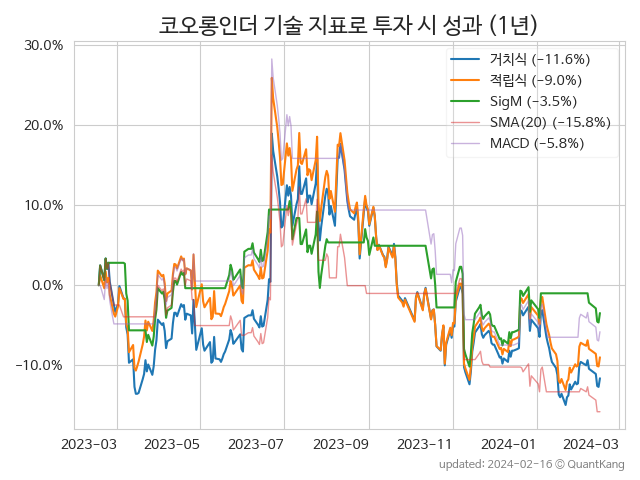 코오롱인더 기술 지표로 투자 시 성과 (1년)
30.0%
20.0%
10.0%
0.0%
−10.0%
거치식 (−11.6%)
적립식 (−9.0%)
SigM (−3.5%)
SMA(20) (−15.8%)
MACD (−5.8%)
2023-03 2023-05 2023-07 2023-09 2023-11 2024-01 2024-03
updated: 2024-02-16 © QuantKang